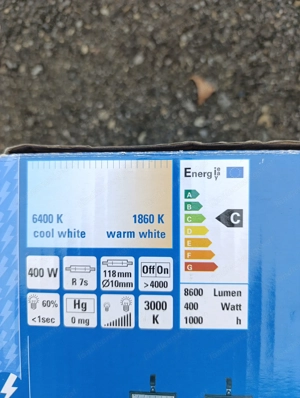 6400 K 1860 K
cool white warm white
Energ
A
B
C
D
E
F
G
C
400 W
R 7s
118mm
Ø10mm
Off On
>4000
60%
<1sec
Hg
0 mg
3000
K
8600 Lumen
400 Watt
1000 h